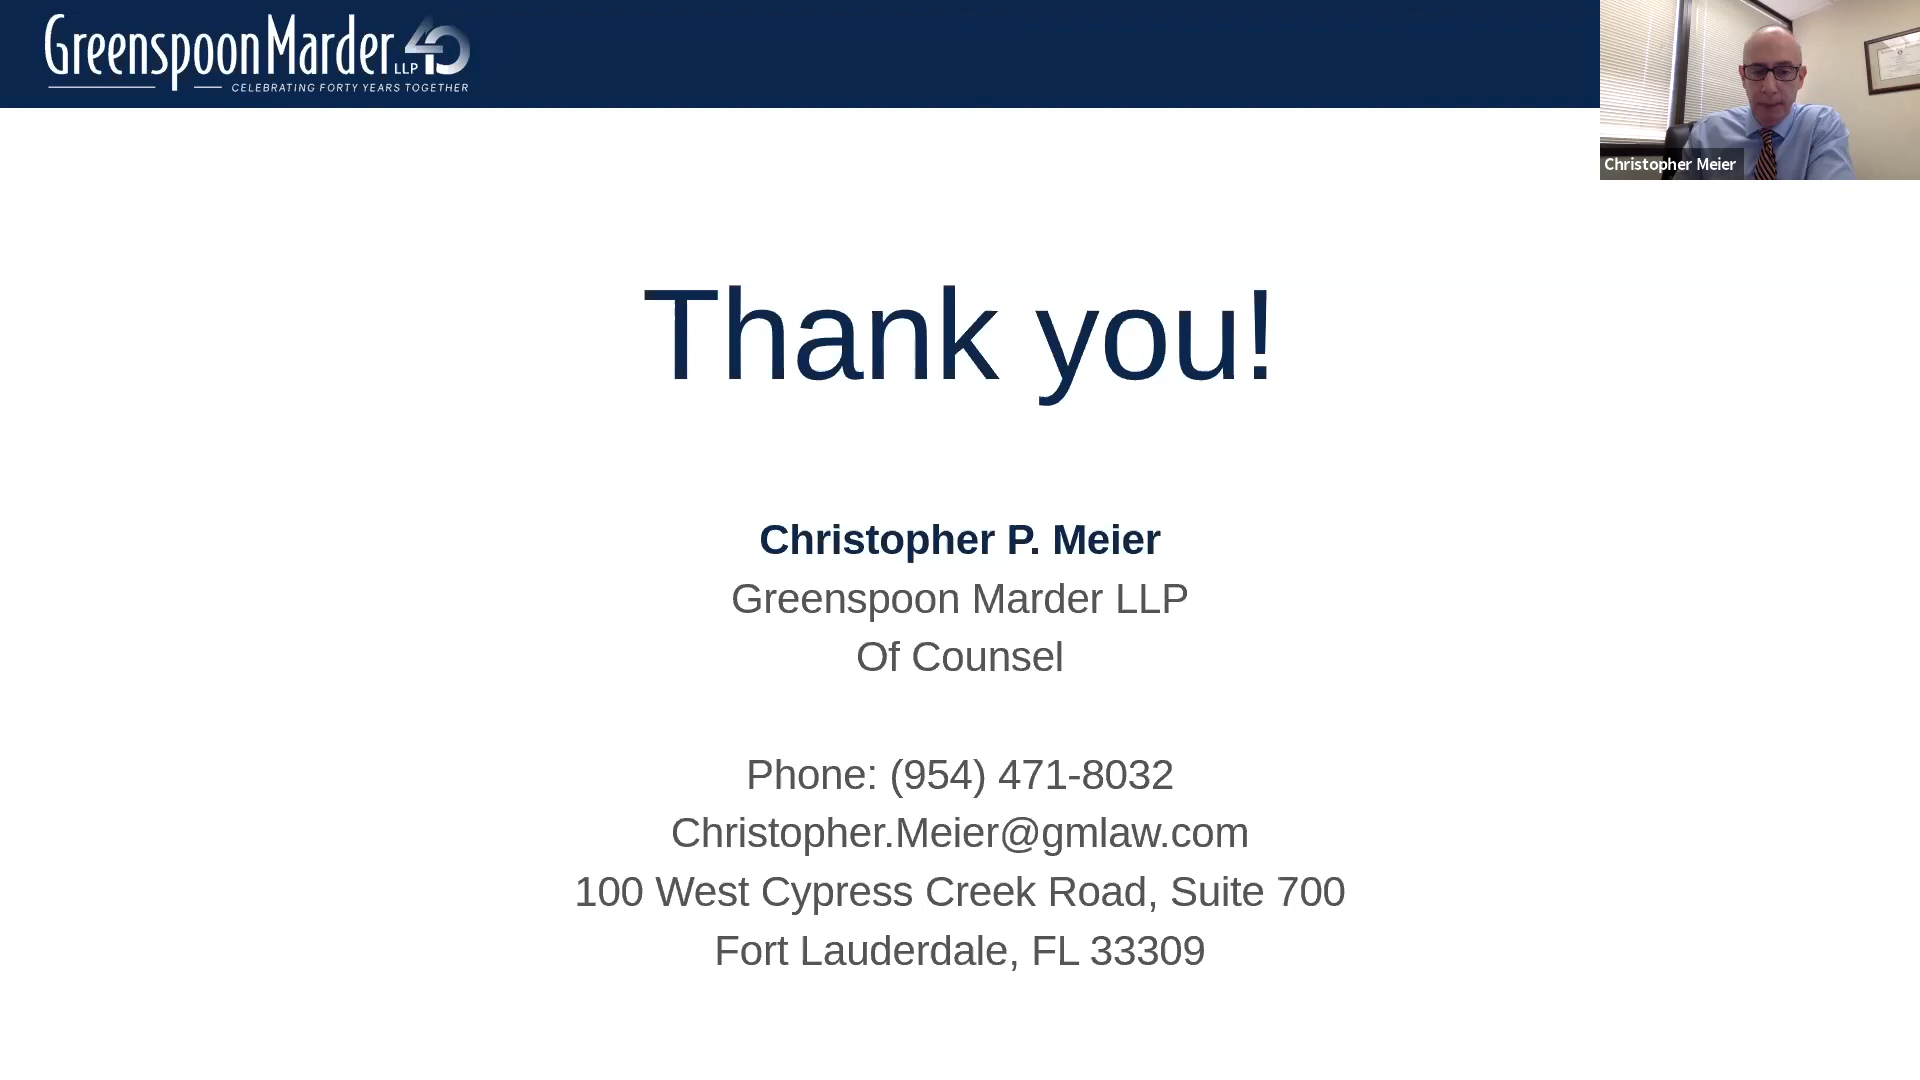 GreenspoonMarder LLP 40
CELEBRATING FORTY YEARS TOGETHER
Christopher Meier
Thank you!
Christopher P. Meier
Greenspoon Marder LLP
Of Counsel
Phone: (954) 471-8032
Christopher.Meier@gmlaw.com
100 West Cypress Creek Road, Suite 700
Fort Lauderdale, FL 33309